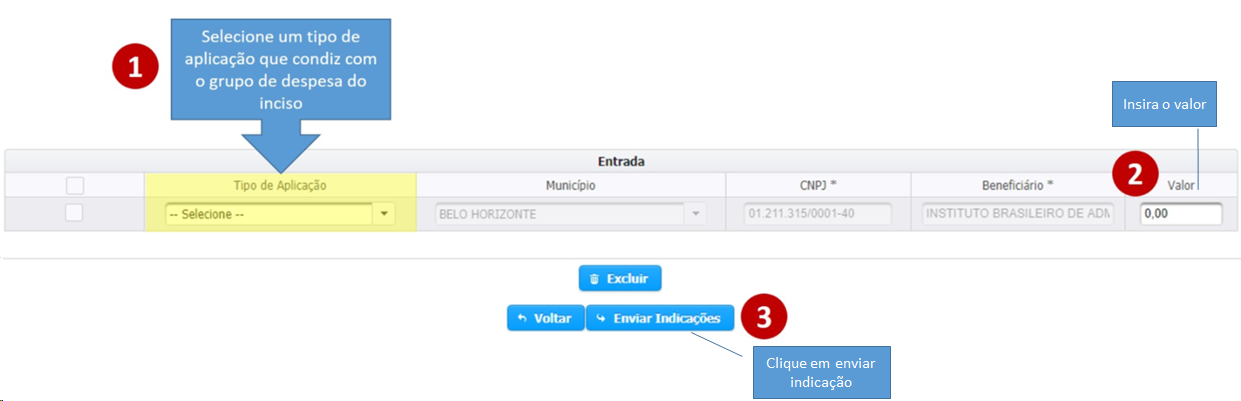 1
Selecione um tipo de
aplicação que condiz com
o grupo de despesa do
inciso
Insira o valor
Entrada
2
Tipo de Aplicação
Município
CNPJ *
Beneficiário *
Valor
-- Selecione --
BELO HORIZONTE
01.211.315/0001-40
INSTITUTO BRASILEIRO DE ADM
0,00
Excluir
Voltar
Enviar Indicações
3
Clique em enviar
indicação